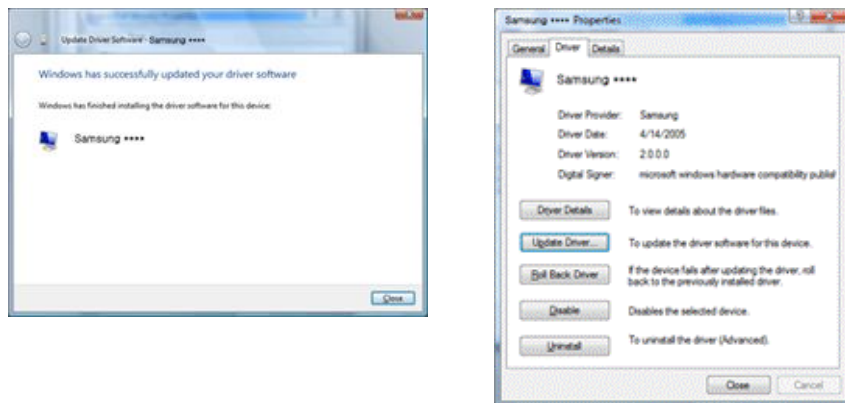 Update Driver Software - Samsung ••••
Windows has successfully updated your driver software
Windows has finished installing the driver software for this device:
Samsung ••••
Close
Samsung •••• Properties
General Driver Details
Samsung ••••
Driver Provider: Samsung
Driver Date: 4/14/2005
Driver Version: 2.0.0.0
Digital Signer: microsoft windows hardware compatibility publish
Driver Details To view details about the driver files.
Update Driver... To update the driver software for this device.
Roll Back Driver If the device fails after updating the driver, roll
back to the previously installed driver.
Disable Disables the selected device.
Uninstall To uninstall the driver (Advanced).
Close Cancel